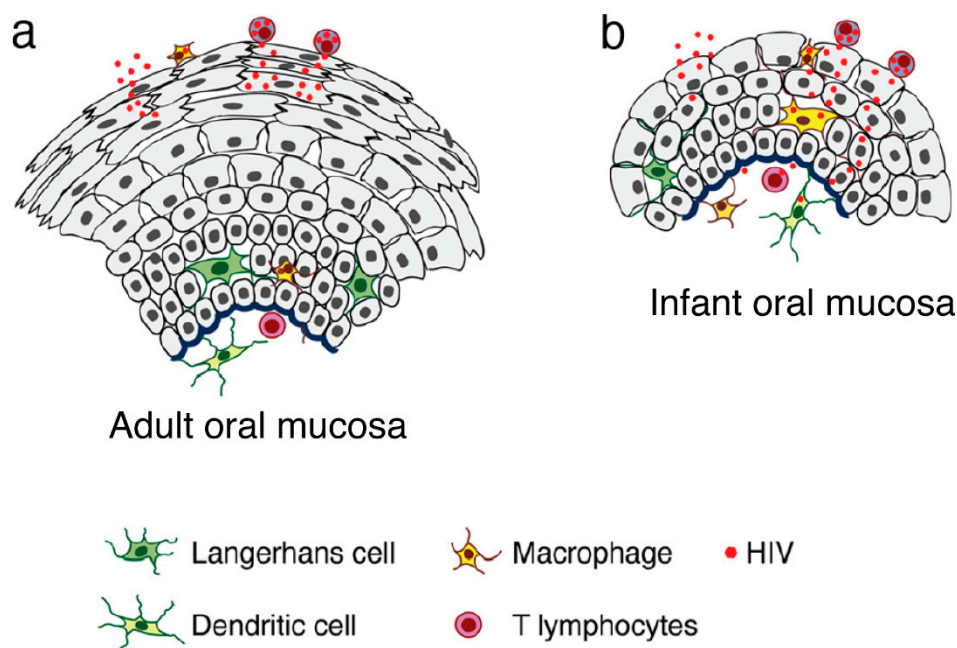 a
b
Infant oral mucosa
Adult oral mucosa
Langerhans cell
Macrophage
HIV
Dendritic cell
T lymphocytes